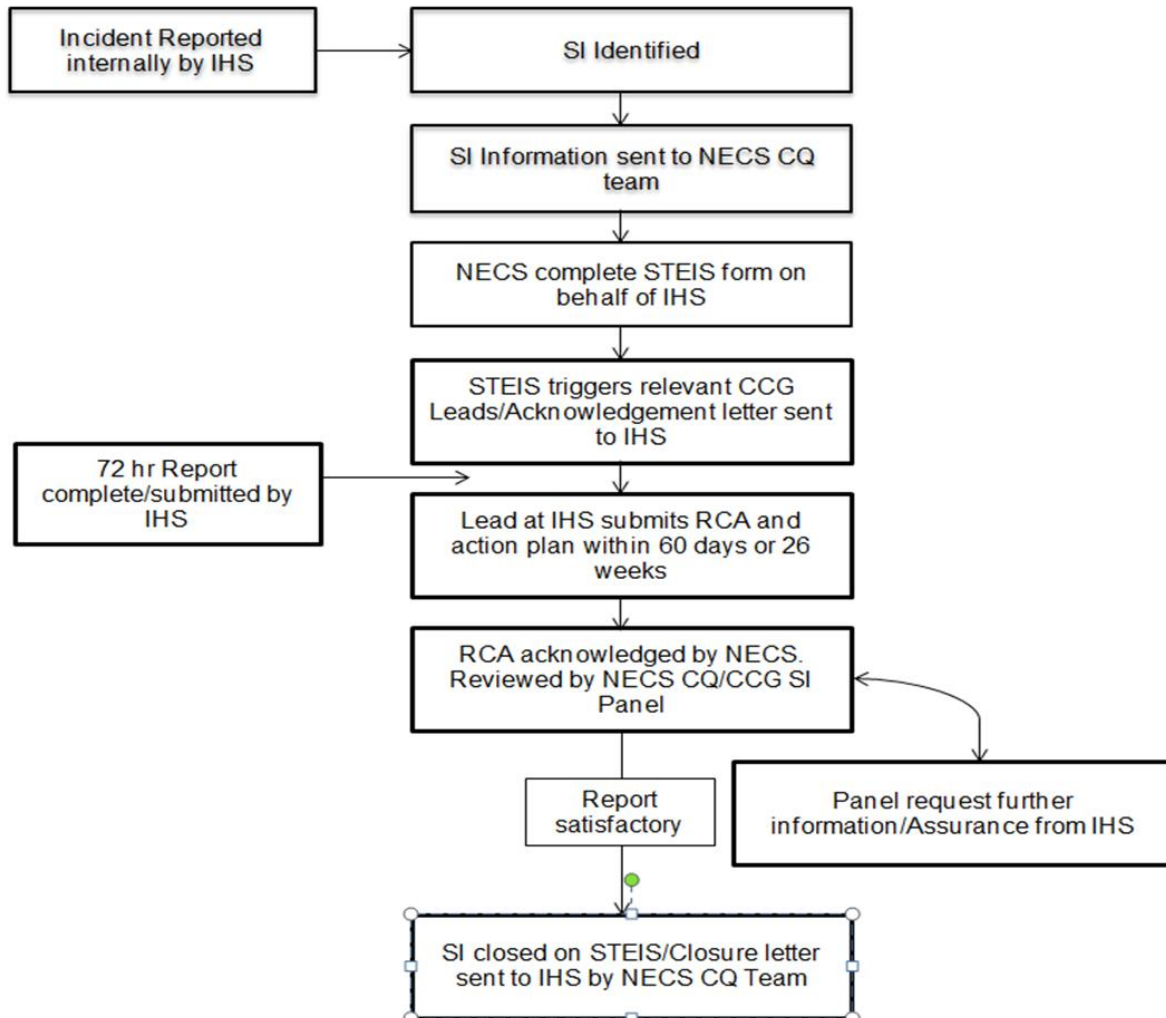 Incident Reported
internally by IHS
SI Identified
SI Information sent to NECS CQ
team
NECS complete STEIS form on
behalf of IHS
STEIS triggers relevant CCG
Leads/Acknowledgement letter sent
to IHS
72 hr Report
complete/submitted by
IHS
Lead at IHS submits RCA and
action plan within 60 days or 26
weeks
RCA acknowledged by NECS.
Reviewed by NECS CQ/CCG SI
Panel
Report
satisfactory
Panel request further
information/Assurance from IHS
SI closed on STEIS/Closure letter
sent to IHS by NECS CQ Team